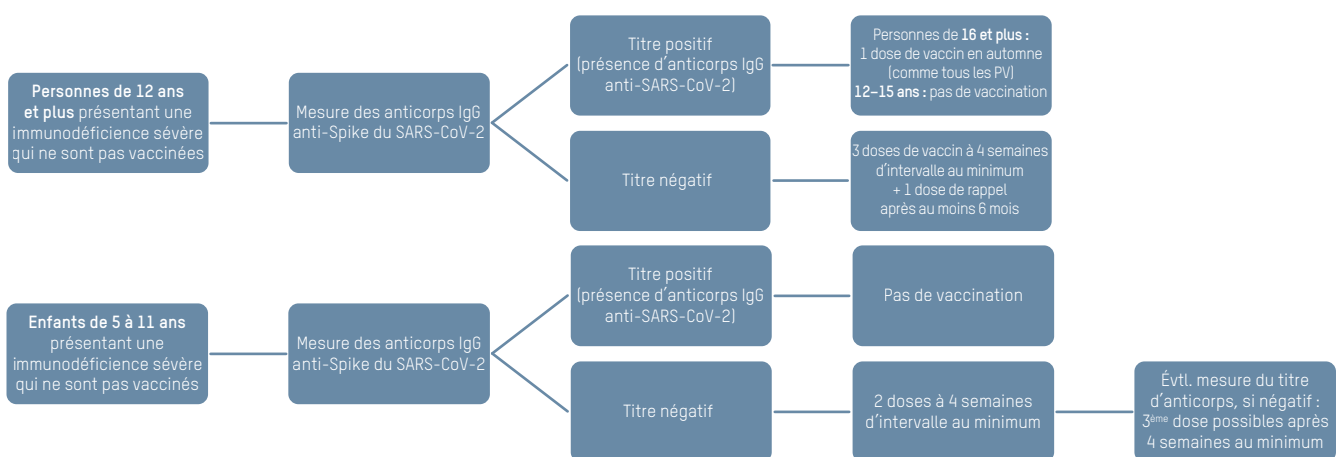 Personnes de 12 ans
et plus présentant une
immunodéficience sévère
qui ne sont pas vaccinées
Mesure des anticorps IgG
anti-Spike du SARS-CoV-2
Titre positif
(présence d'anticorps IgG
anti-SARS-CoV-2)
Personnes de 16 et plus :
1 dose de vaccin en automne
(comme tous les PV)
12–15 ans : pas de vaccination
Titre négatif
3 doses de vaccin à 4 semaines
d'intervalle au minimum
+ 1 dose de rappel
après au moins 6 mois
Enfants de 5 à 11 ans
présentant une
immunodéficience sévère
qui ne sont pas vaccinés
Mesure des anticorps IgG
anti-Spike du SARS-CoV-2
Titre positif
(présence d'anticorps IgG
anti-SARS-CoV-2)
Pas de vaccination
Titre négatif
2 doses à 4 semaines
d'intervalle au minimum
Évtl. mesure du titre
d'anticorps, si négatif :
3ème dose possibles après
4 semaines au minimum